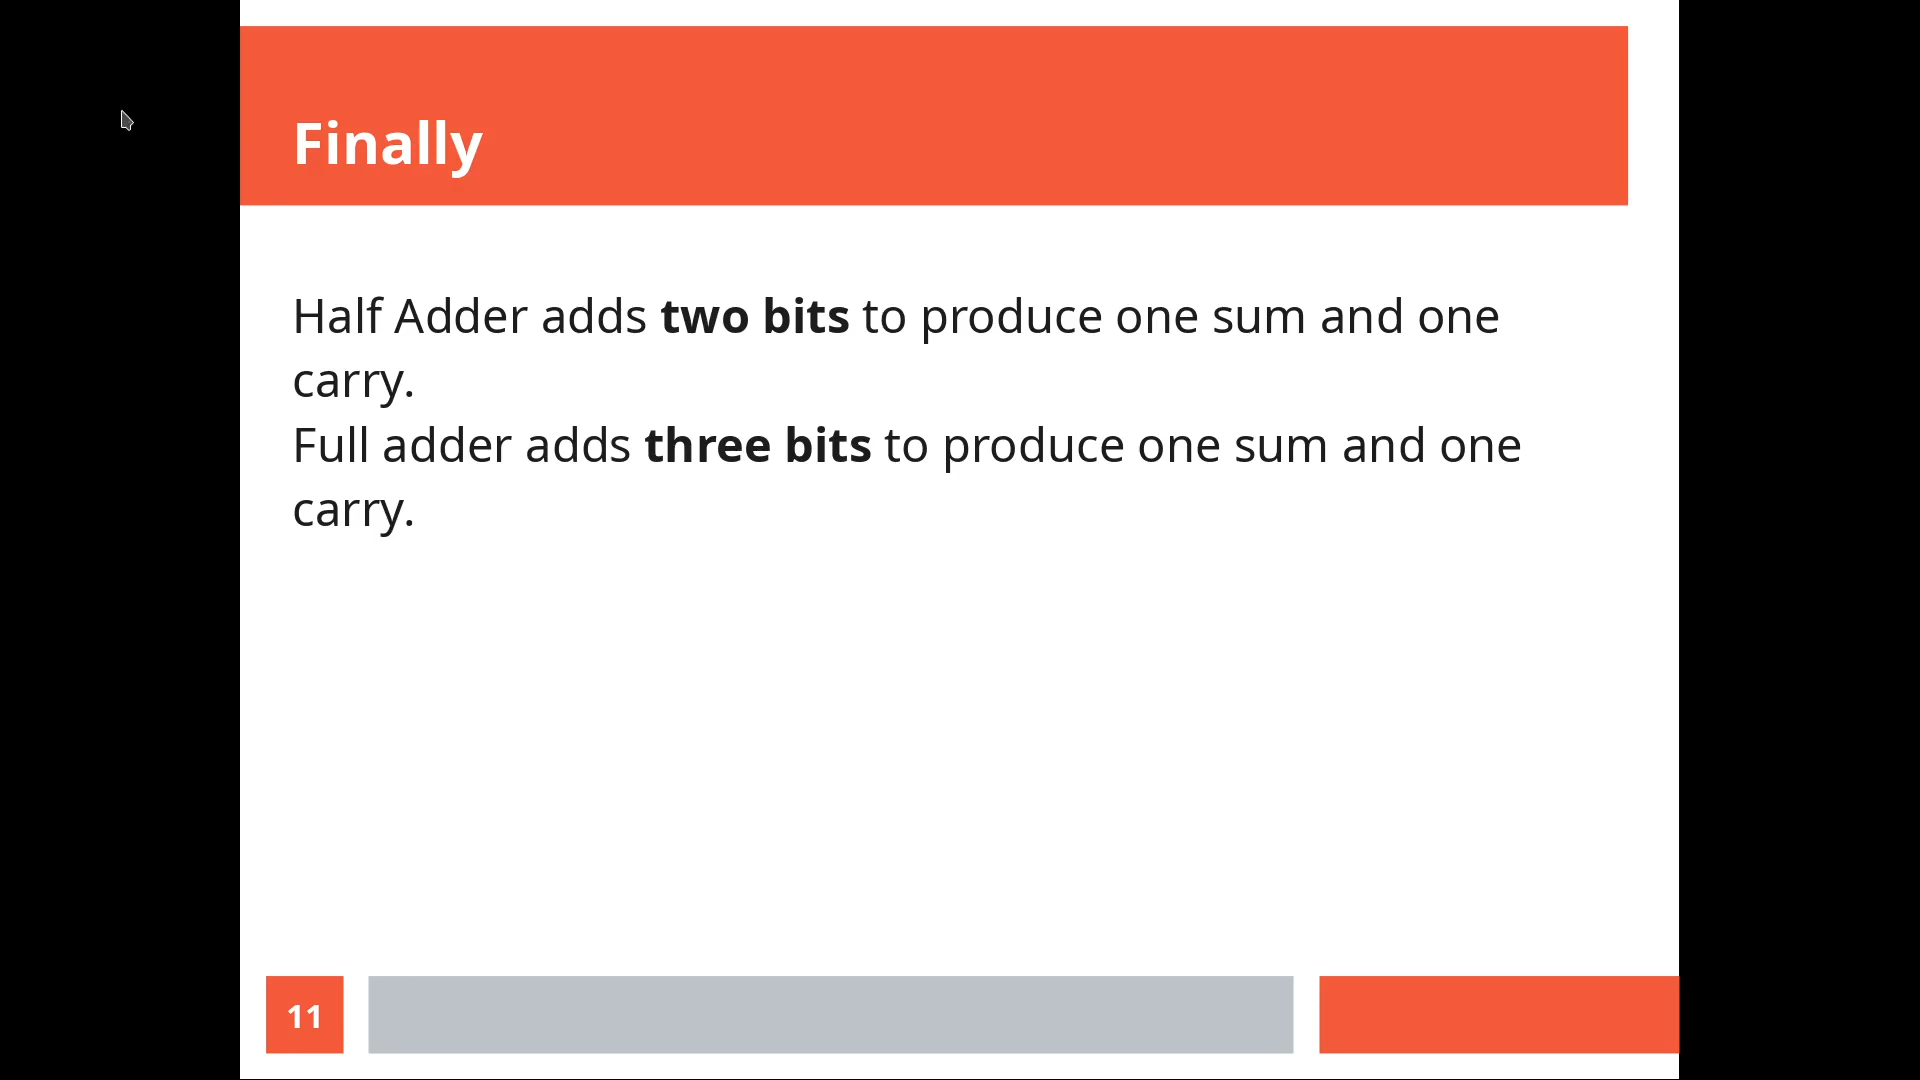 Finally
Half Adder adds two bits to produce one sum and one
carry.
Full adder adds three bits to produce one sum and one
carry.
11